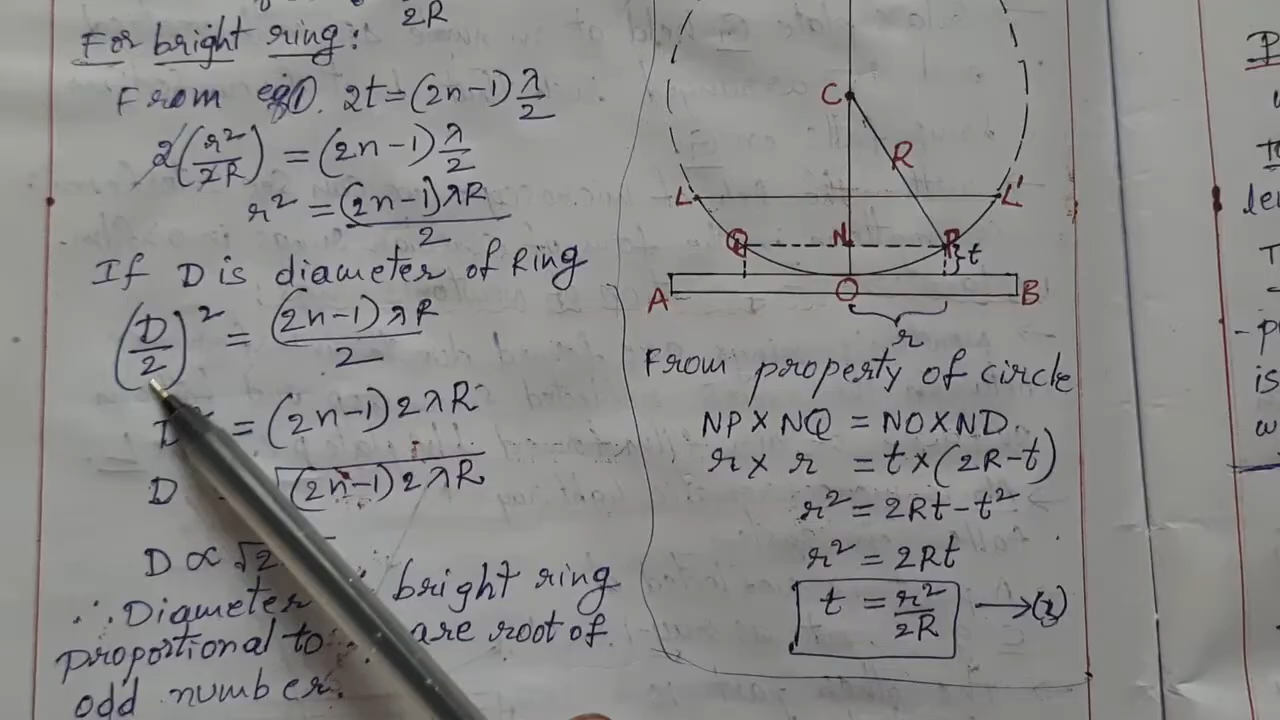 2R
For bright ring:
From eq①. 2t=(2n-1)λ/2
2(r²/2R) = (2n-1)λ/2
r² = (2n-1)λR/2
If D is diameter of Ring
(D/2)² = (2n-1)λR/2
= (2n-1)2λR
D √(2n-1)2λR
D ∝ √2
∴ Diameter bright ring
proportional to are root of
odd number.
C
R
L L'
Q N P }t
A O B
r
From property of circle
NP×NQ = NO×ND.
r × r = t×(2R-t)
r² = 2Rt-t²
r² = 2Rt
t = r²/2R